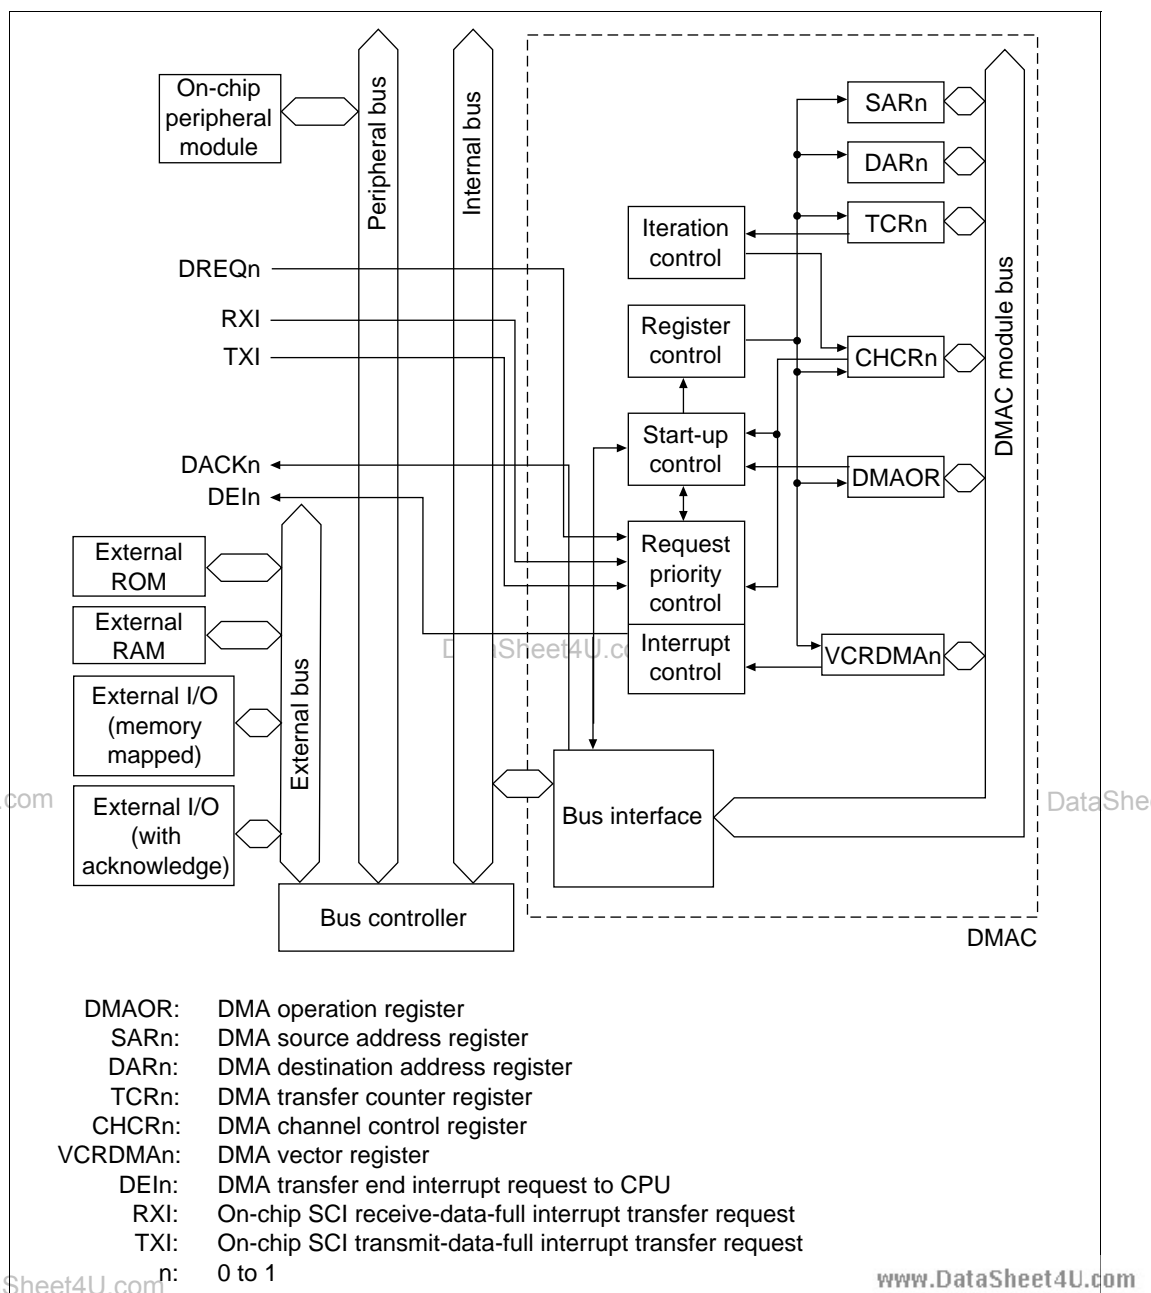 On-chip
peripheral
module
Peripheral bus
Internal bus
SARn
DARn
TCRn
Iteration
control
DREQn
RXI
TXI
Register
control
CHCRn
DMAC module bus
Start-up
control
DACKn
DEIn
DMAOR
External
ROM
Request
priority
control
External
RAM
Interrupt
control
VCRDMAn
External bus
External I/O
(memory
mapped)
Bus interface
External I/O
(with
acknowledge)
.com
DataShe
Bus controller
DMAC
DMAOR: DMA operation register
SARn: DMA source address register
DARn: DMA destination address register
TCRn: DMA transfer counter register
CHCRn: DMA channel control register
VCRDMAn: DMA vector register
DEIn: DMA transfer end interrupt request to CPU
RXI: On-chip SCI receive-data-full interrupt transfer request
TXI: On-chip SCI transmit-data-full interrupt transfer request
n: 0 to 1
Sheet4U.com
www.DataSheet4U.com